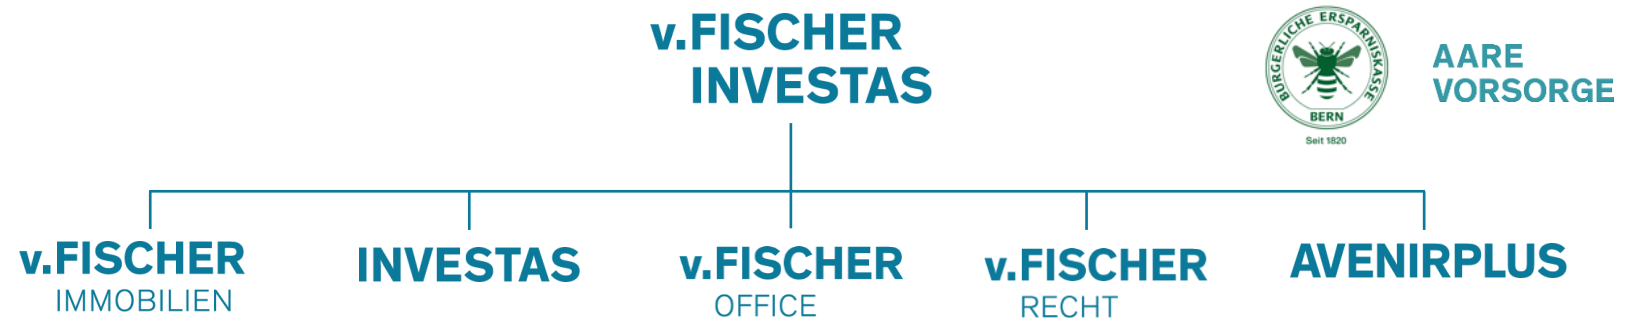 v.FISCHER
INVESTAS
BURGERLICHE ERSPARNISKASSE
BERN
Seit 1820
AARE
VORSORGE
v.FISCHER
IMMOBILIEN
INVESTAS
v.FISCHER
OFFICE
v.FISCHER
RECHT
AVENIRPLUS